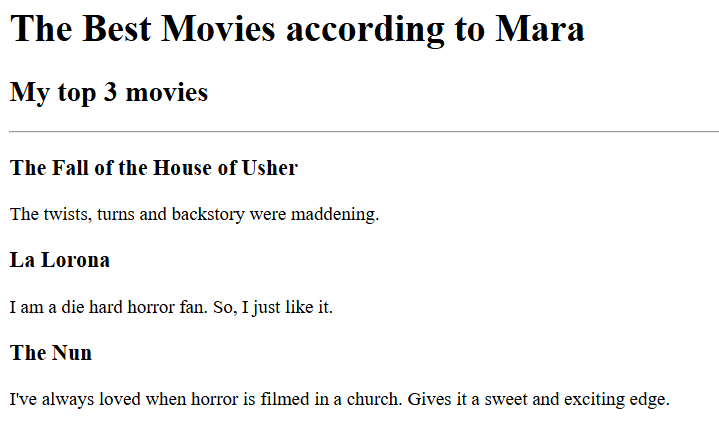 The Best Movies according to Mara
My top 3 movies
The Fall of the House of Usher
The twists, turns and backstory were maddening.
La Lorona
I am a die hard horror fan. So, I just like it.
The Nun
I've always loved when horror is filmed in a church. Gives it a sweet and exciting edge.